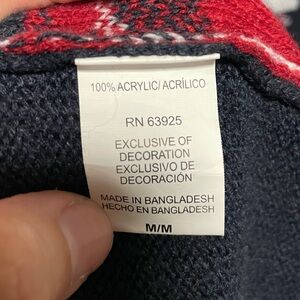 100% ACRYLIC/ ACRÍLICO
RN 63925
EXCLUSIVE OF
DECORATION
EXCLUSIVO DE
DECORACIÓN
MADE IN BANGLADESH
HECHO EN BANGLADESH
M/M